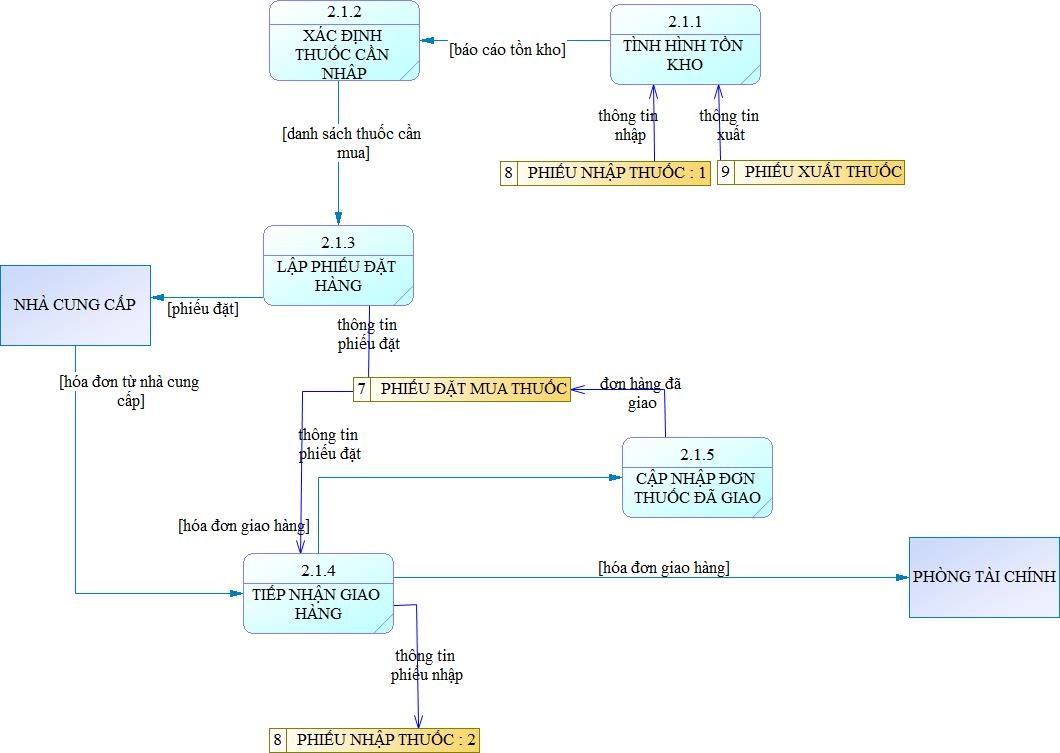 2.1.2
XÁC ĐỊNH
THUỐC CẦN
NHẬP
[báo cáo tồn kho]
2.1.1
TÌNH HÌNH TỒN
KHO
thông tin
nhập
thông tin
xuất
[danh sách thuốc cần
mua]
8 PHIẾU NHẬP THUỐC : 1
9 PHIẾU XUẤT THUỐC
2.1.3
LẬP PHIẾU ĐẶT
HÀNG
NHÀ CUNG CẤP
[phiếu đặt]
thông tin
phiếu đặt
[hóa đơn từ nhà cung
cấp]
7 PHIẾU ĐẶT MUA THUỐC
đơn hàng đã
giao
thông tin
phiếu đặt
2.1.5
CẬP NHẬP ĐƠN
THUỐC ĐÃ GIAO
[hóa đơn giao hàng]
2.1.4
TIẾP NHẬN GIAO
HÀNG
[hóa đơn giao hàng]
PHÒNG TÀI CHÍNH
thông tin
phiếu nhập
8 PHIẾU NHẬP THUỐC : 2